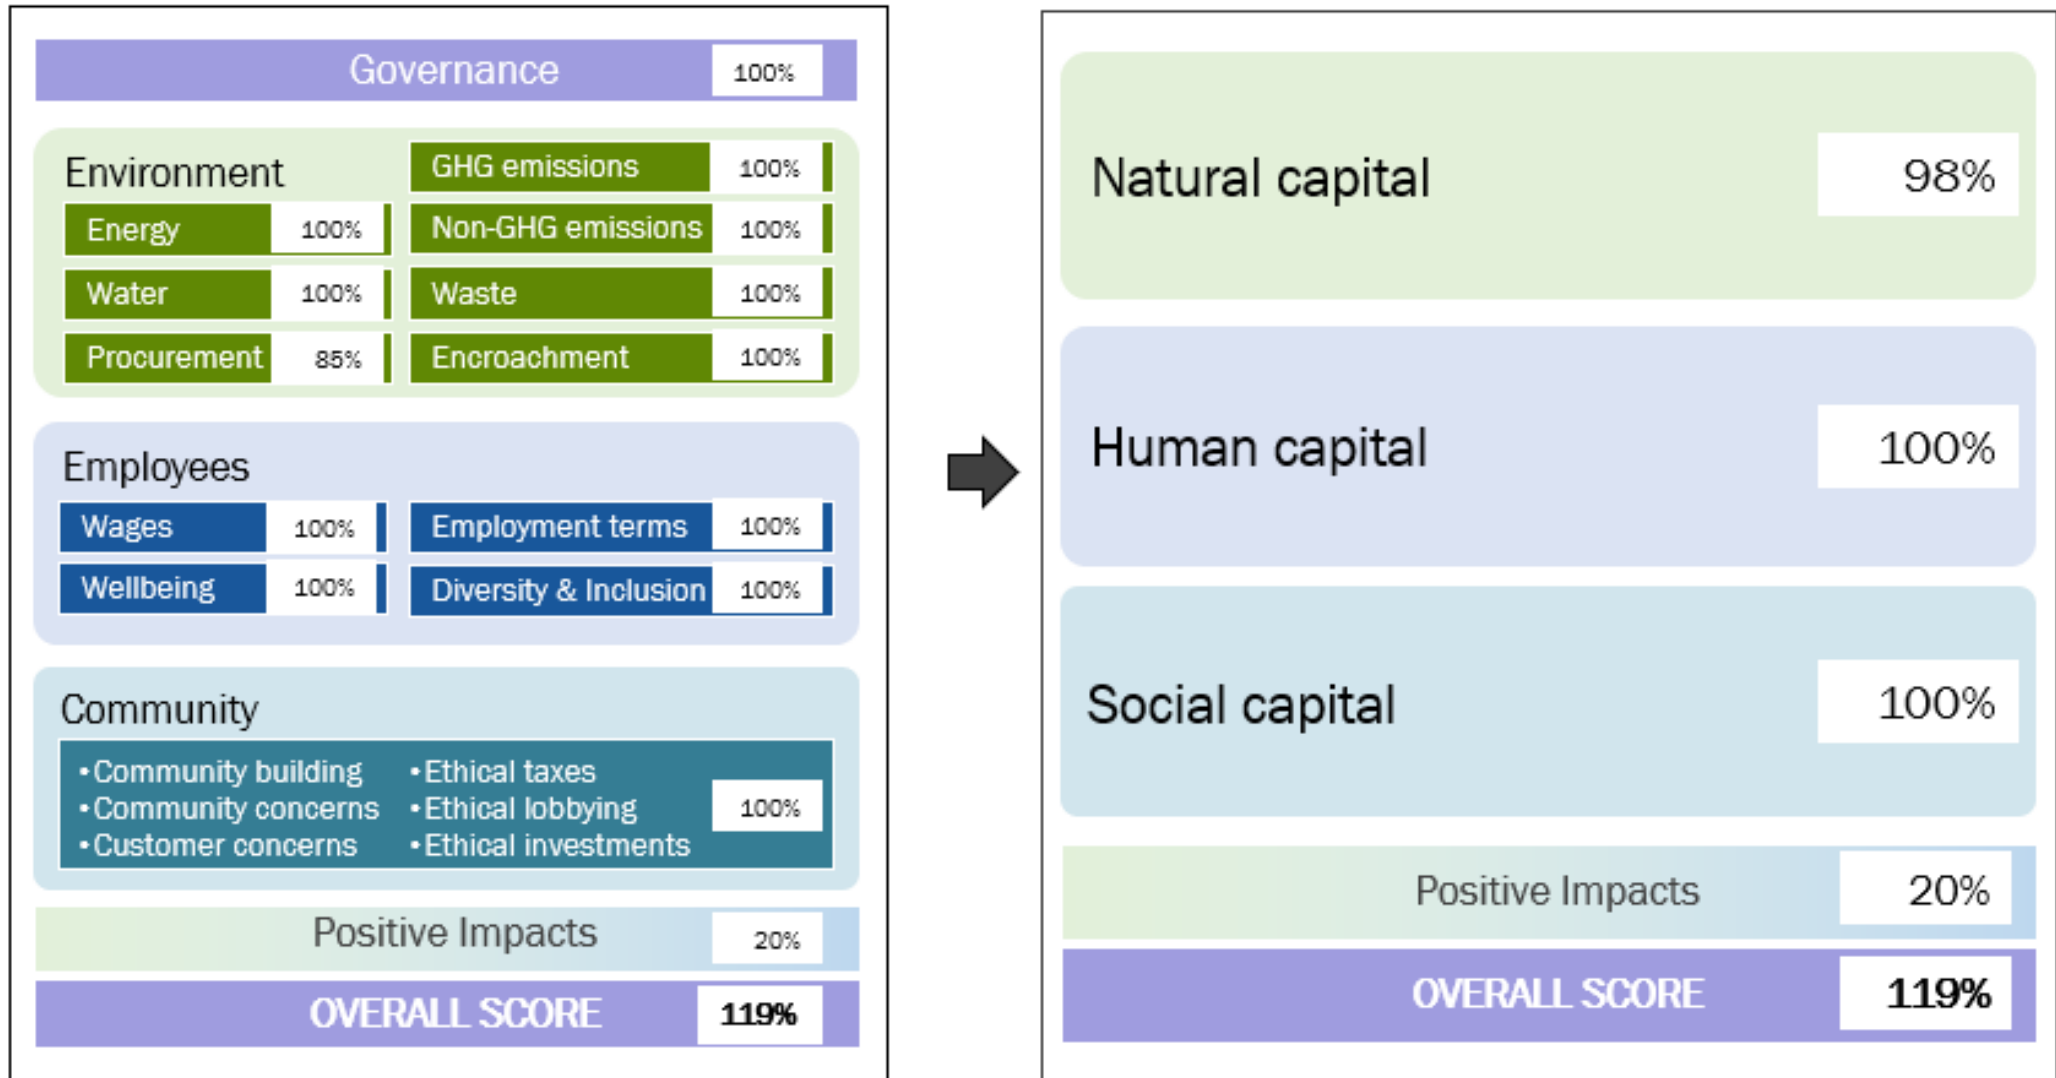 Governance 100%
Environment
GHG emissions 100%
Energy 100%
Non-GHG emissions 100%
Water 100%
Waste 100%
Procurement 85%
Encroachment 100%
Employees
Wages 100%
Employment terms 100%
Wellbeing 100%
Diversity & Inclusion 100%
Community
•Community building
•Community concerns
•Customer concerns
•Ethical taxes
•Ethical lobbying
•Ethical investments
100%
Positive Impacts 20%
OVERALL SCORE 119%
Natural capital 98%
Human capital 100%
Social capital 100%
Positive Impacts 20%
OVERALL SCORE 119%